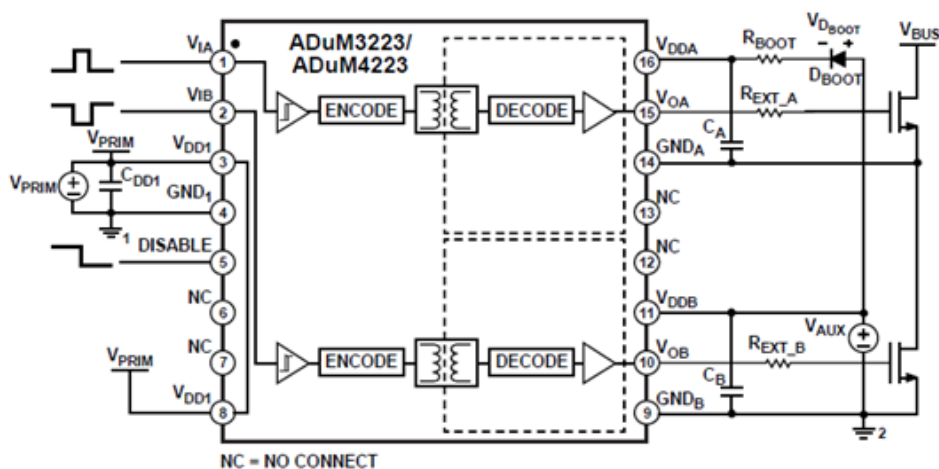 ADuM3223/
ADuM4223
VIA
1
VIB
2
VPRIM
VDD1
3
VPRIM
CDD1
GND1
4
1
DISABLE
5
NC
6
NC
7
VPRIM
VDD1
8
ENCODE
DECODE
ENCODE
DECODE
VDDA
16
RBOOT
VDBOOT
- +
DBOOT
VBUS
VOA
15
REXT_A
CA
GNDA
14
NC
13
NC
12
VDDB
11
VAUX
VOB
10
REXT_B
CB
GNDB
9
2
NC = NO CONNECT